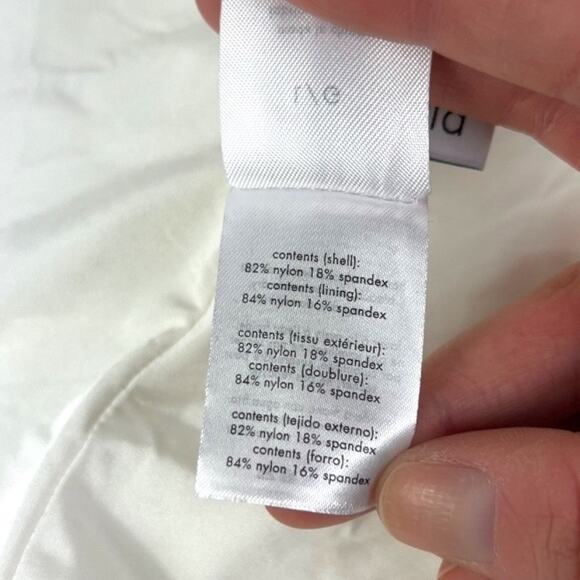 contents (shell):
82% nylon 18% spandex
contents (lining):
84% nylon 16% spandex
contents (tissu extérieur):
82% nylon 18% spandex
contents (doublure):
84% nylon 16% spandex
contents (tejido externo):
82% nylon 18% spandex
contents (forro):
84% nylon 16% spandex